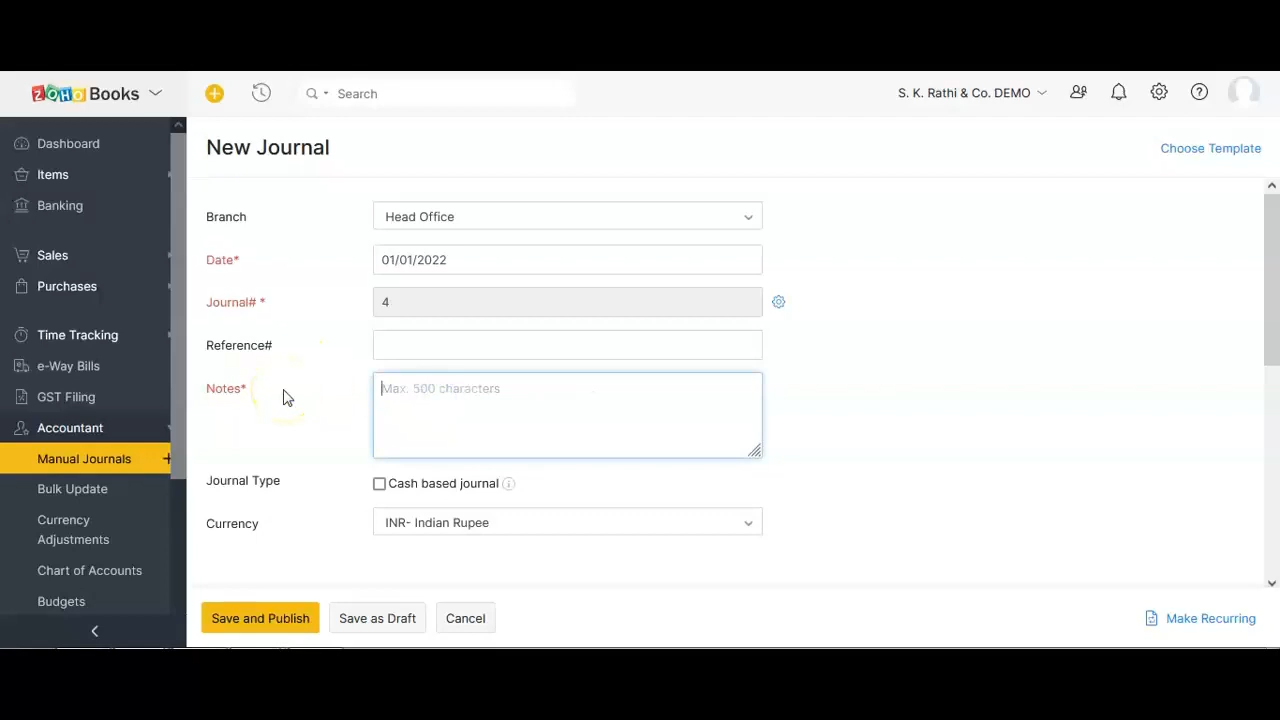 ZOHO Books
Search
S. K. Rathi & Co. DEMO
Dashboard
Items
Banking
Sales
Purchases
Time Tracking
e-Way Bills
GST Filing
Accountant
Manual Journals +
Bulk Update
Currency
Adjustments
Chart of Accounts
Budgets
New Journal
Choose Template
Branch
Head Office
Date*
01/01/2022
Journal# *
4
Reference#
Notes*
Max. 500 characters
Journal Type
Cash based journal
Currency
INR- Indian Rupee
Save and Publish
Save as Draft
Cancel
Make Recurring